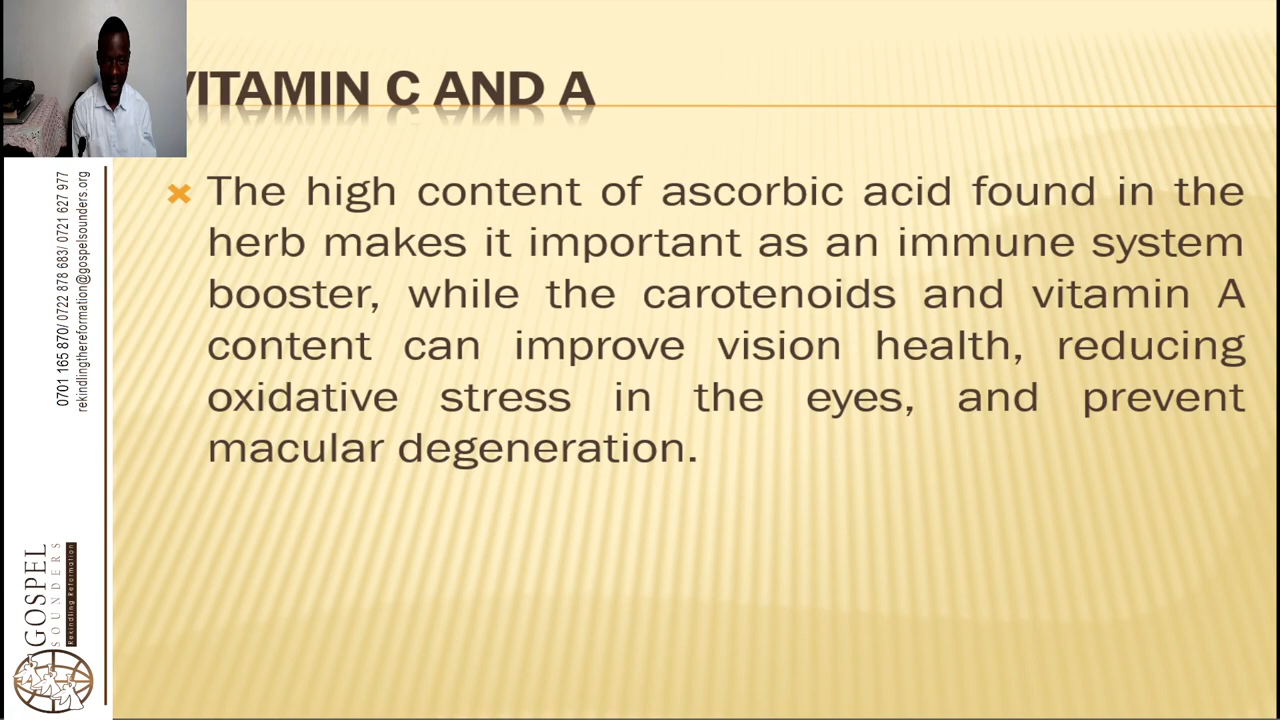 VITAMIN C AND A
The high content of ascorbic acid found in the
herb makes it important as an immune system
booster, while the carotenoids and vitamin A
content can improve vision health, reducing
oxidative stress in the eyes, and prevent
macular degeneration.
0701 165 870/ 0722 878 683/ 0721 627 977
rekindlingthereformation@gospelsounders.org
GOSPEL
SOUNDERS
Rekindling Reformation